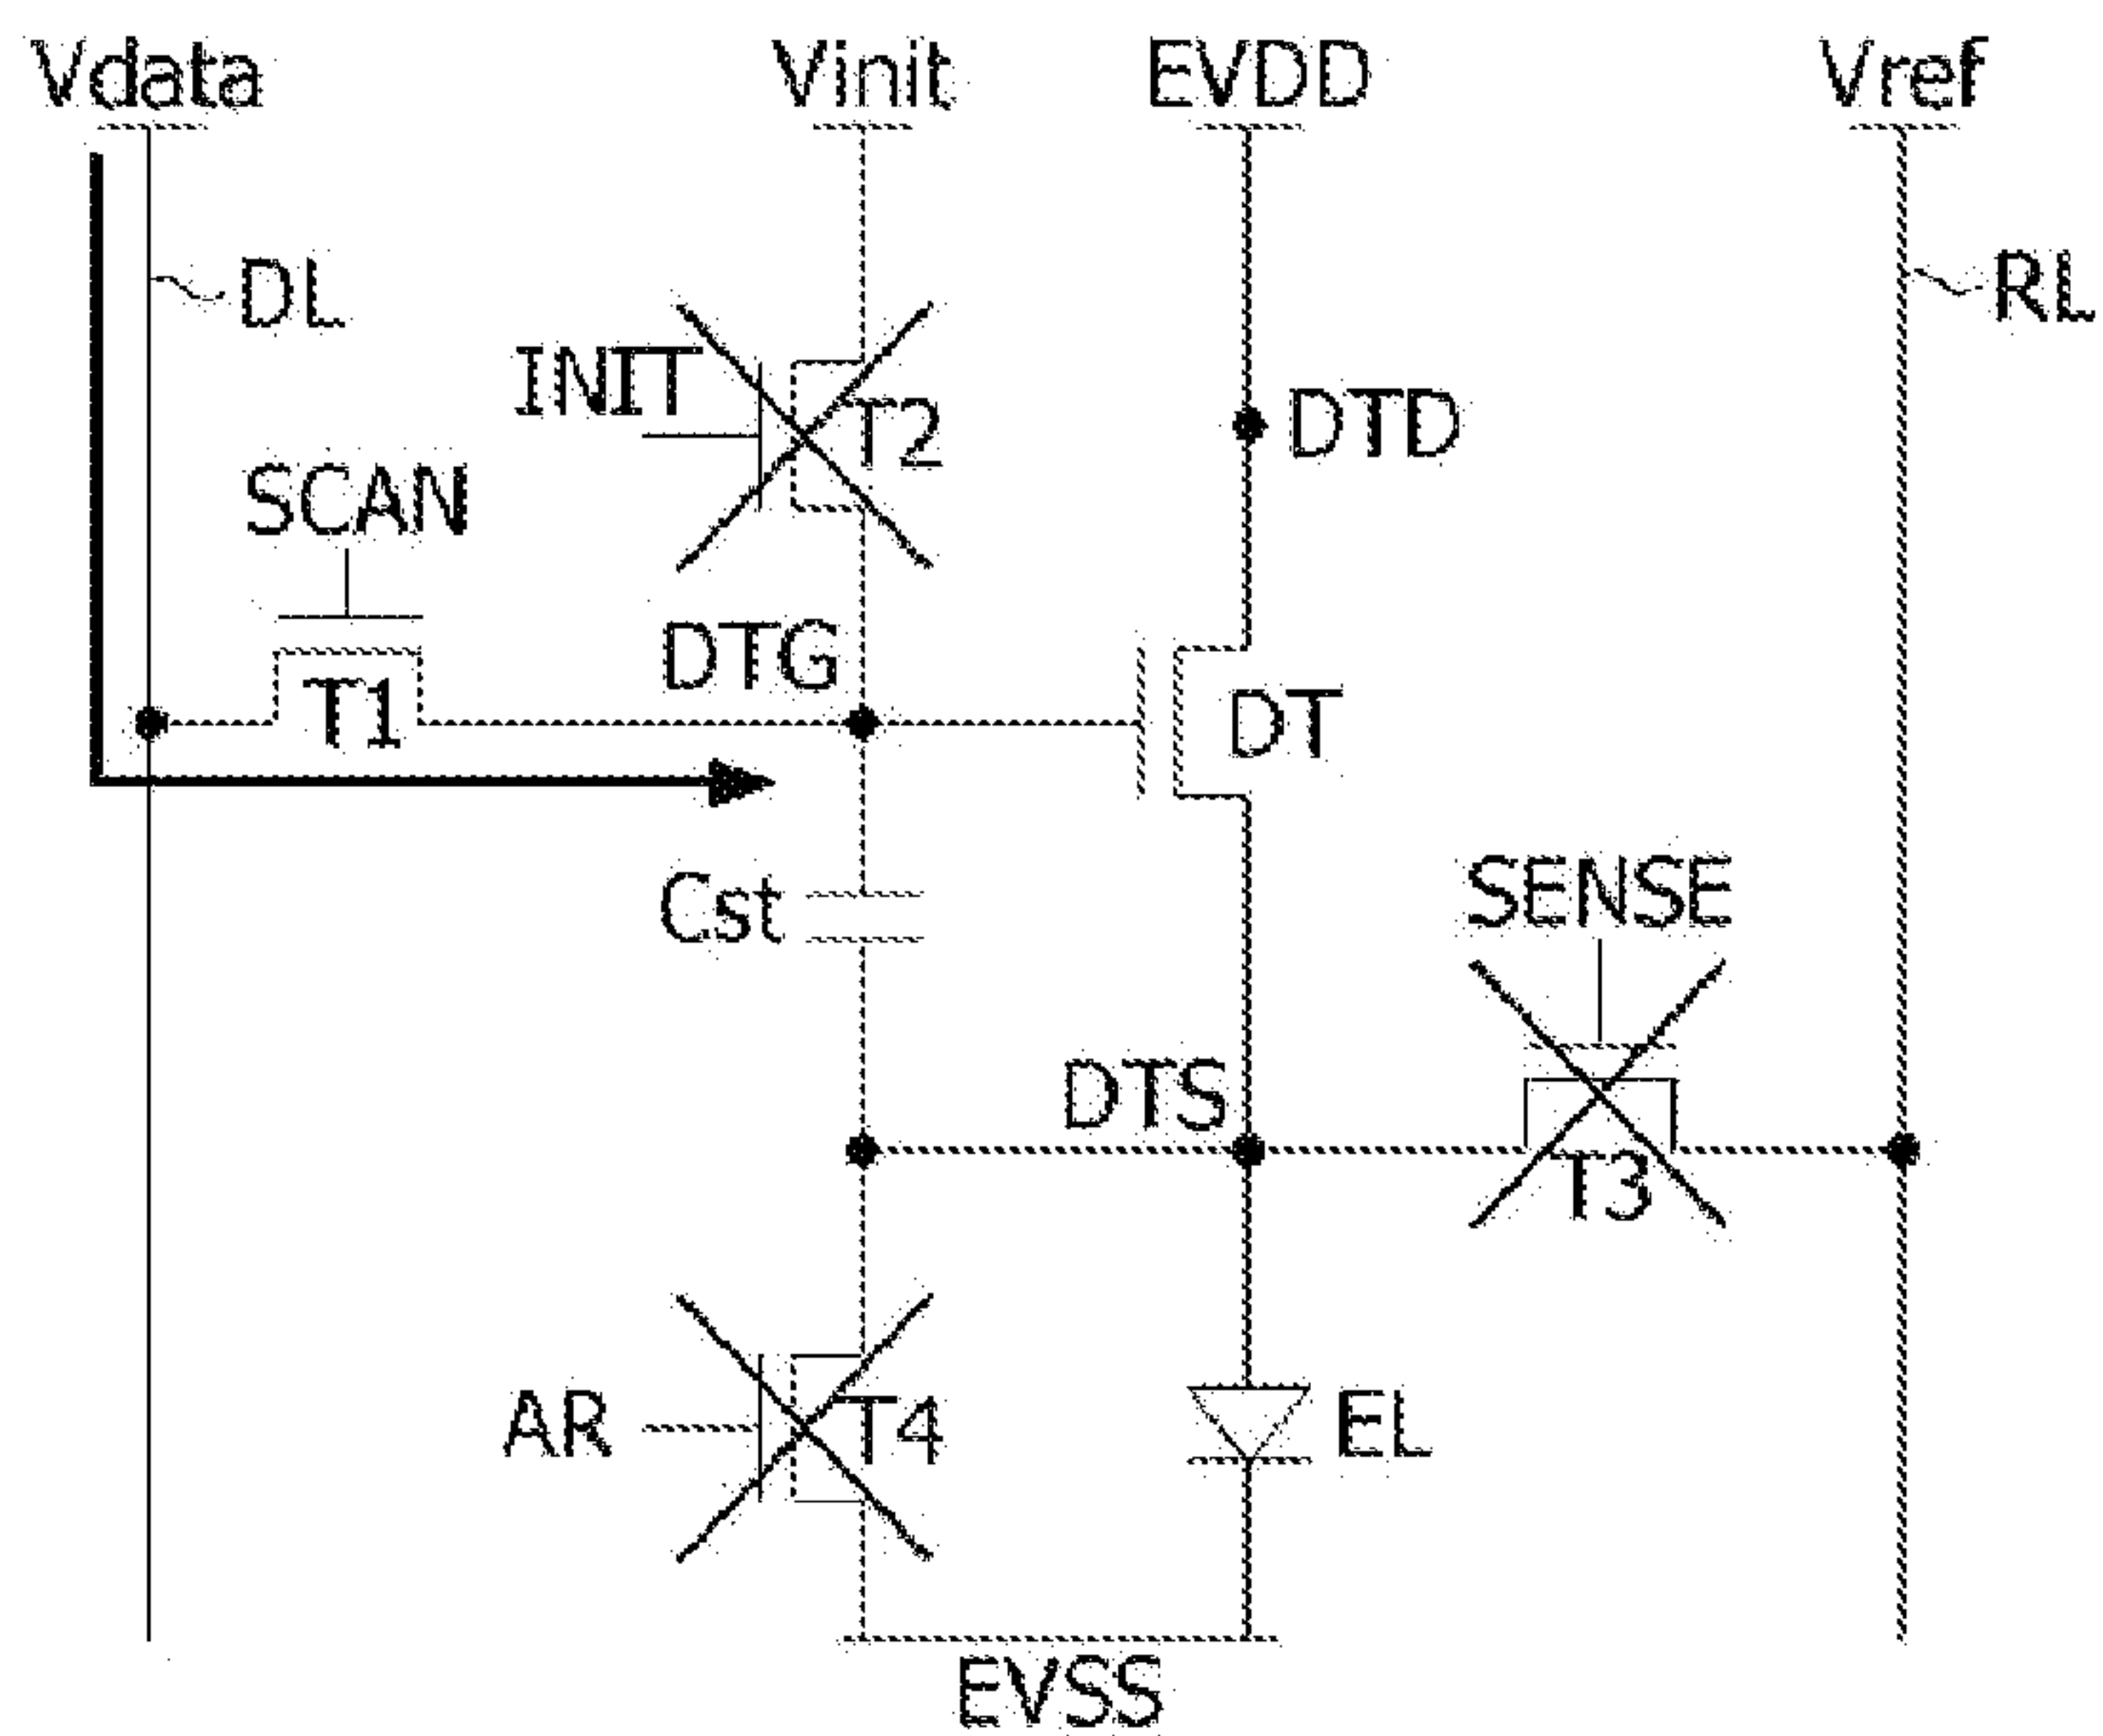 Vdata
Vinit
EVDD
Vref
DL
RL
INIT
T2
DTD
SCAN
DTG
T1
DT
Cst
SENSE
DTS
T3
AR
T4
EL
EVSS